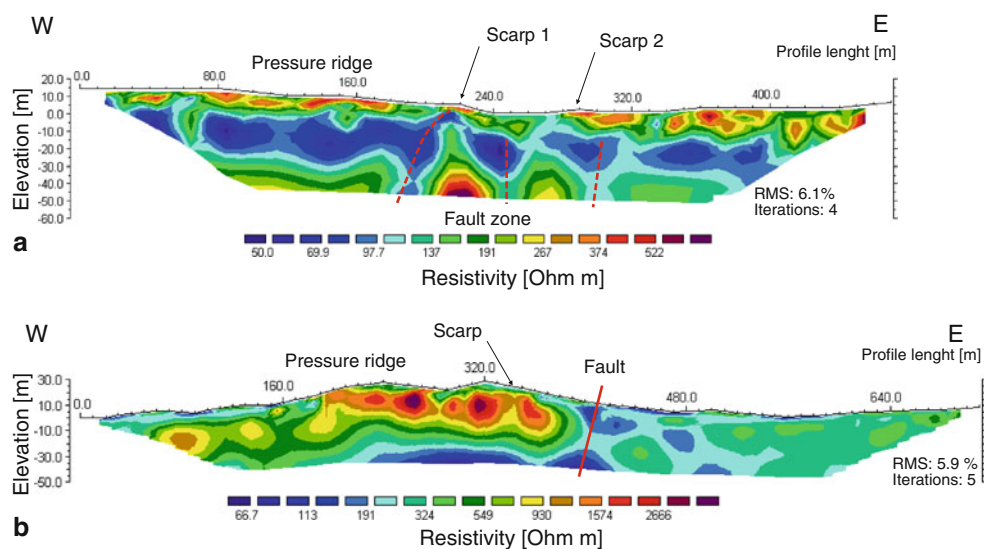 W
E
Scarp 1
Scarp 2
Profile lenght [m]
Pressure ridge
0.0 80.0 160.0 240.0 320.0 400.0
Elevation [m]
20.0
10.0
0.0
-10.0
-20.0
-30.0
-40.0
-50.0
-60.0
RMS: 6.1%
Iterations: 4
Fault zone
a
50.0 69.9 97.7 137 191 267 374 522
Resistivity [Ohm m]
W
E
Scarp
Profile lenght [m]
Pressure ridge
Fault
0.0 160.0 320.0 480.0 640.0
Elevation [m]
30.0
10.0
-10.0
-30.0
-50.0
RMS: 5.9 %
Iterations: 5
b
66.7 113 191 324 549 930 1574 2666
Resistivity [Ohm m]